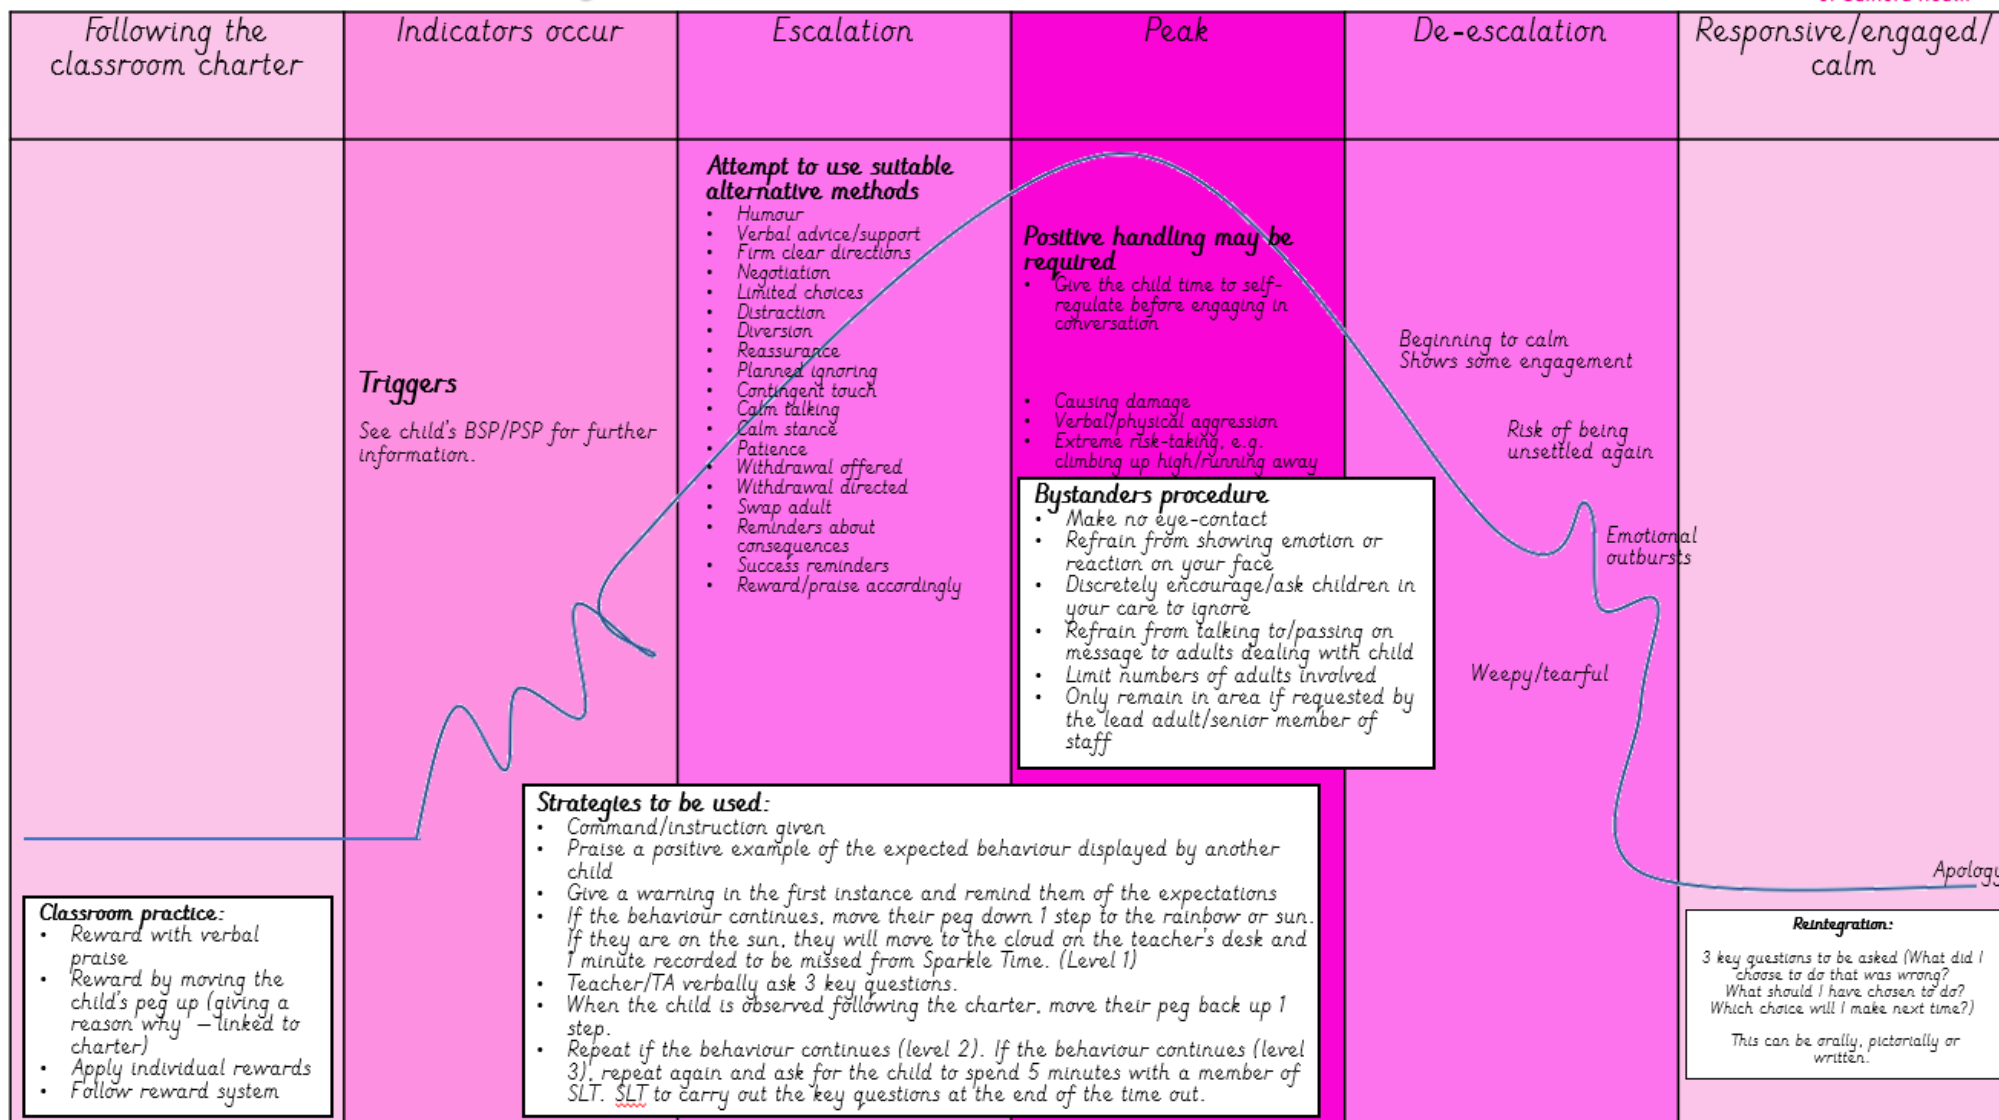 Following the
classroom charter
Indicators occur
Escalation
Peak
De-escalation
Responsive/engaged/
calm
Triggers
See child's BSP/PSP for further
information.
Attempt to use suitable
alternative methods
• Humour
• Verbal advice/support
• Firm clear directions
• Negotiation
• Limited choices
• Distraction
• Diversion
• Reassurance
• Planned ignoring
• Contingent touch
• Calm talking
• Calm stance
• Patience
• Withdrawal offered
• Withdrawal directed
• Swap adult
• Reminders about
consequences
• Success reminders
• Reward/praise accordingly
Positive handling may be
required
• Give the child time to self-
regulate before engaging in
conversation
• Causing damage
• Verbal/physical aggression
• Extreme risk-taking, e.g.
climbing up high/running away
Bystanders procedure
• Make no eye-contact
• Refrain from showing emotion or
reaction on your face
• Discretely encourage/ask children in
your care to ignore
• Refrain from talking to/passing on
message to adults dealing with child
• Limit numbers of adults involved
• Only remain in area if requested by
the lead adult/senior member of
staff
Beginning to calm
Shows some engagement
Risk of being
unsettled again
Emotional
outbursts
Weepy/tearful
Apology
Classroom practice:
• Reward with verbal
praise
• Reward by moving the
child's peg up (giving a
reason why – linked to
charter)
• Apply individual rewards
• Follow reward system
Strategies to be used:
• Command/instruction given
• Praise a positive example of the expected behaviour displayed by another
child
• Give a warning in the first instance and remind them of the expectations
• If the behaviour continues, move their peg down 1 step to the rainbow or sun.
If they are on the sun, they will move to the cloud on the teacher's desk and
1 minute recorded to be missed from Sparkle Time. (Level 1)
• Teacher/TA verbally ask 3 key questions.
• When the child is observed following the charter, move their peg back up 1
step.
• Repeat if the behaviour continues (level 2). If the behaviour continues (level
3), repeat again and ask for the child to spend 5 minutes with a member of
SLT. SLT to carry out the key questions at the end of the time out.
Reintegration:
3 key questions to be asked (What did I
choose to do that was wrong?
What should I have chosen to do?
Which choice will I make next time?)
This can be orally, pictorially or
written.